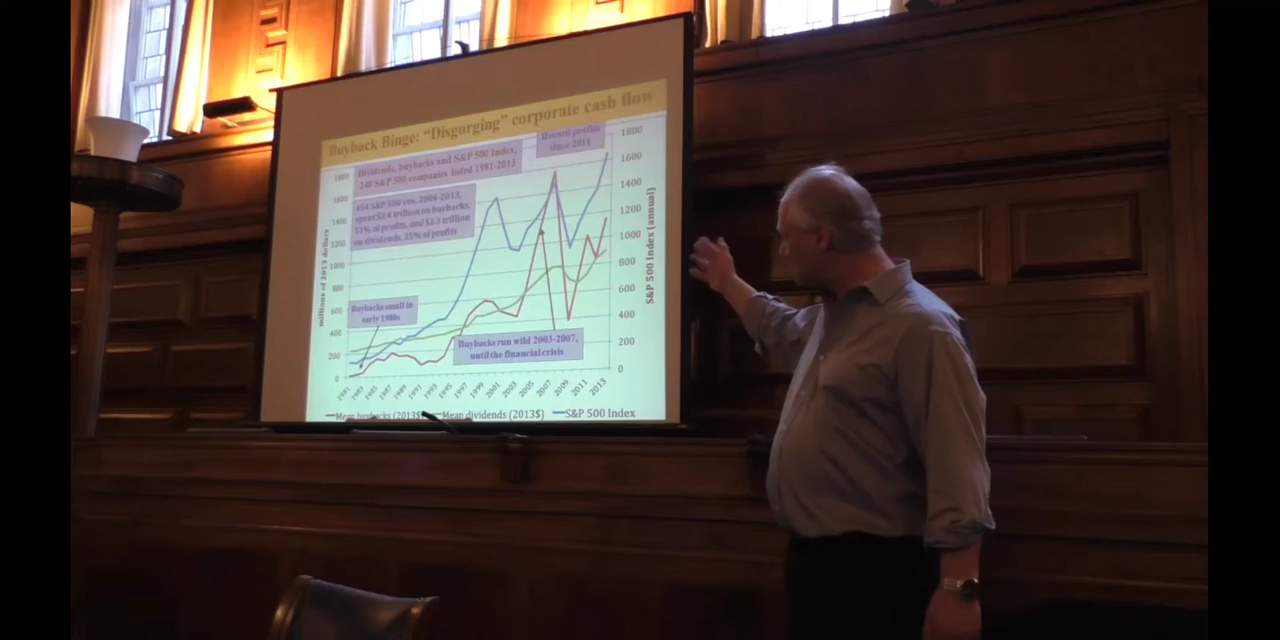 Buyback Binge: "Disgorging" corporate cash flow
Dividends, buybacks and S&P 500 Index,
248 S&P 500 companies listed 1981-2013
Record profits
since 2011
454 S&P 500 cos. 2004-2013,
spent $3.4 trillion on buybacks,
51% of profits, and $2.3 trillion
on dividends, 35% of profits
Buybacks small in
early 1980s
Buybacks run wild 2003-2007,
until the financial crisis
millions of 2013 dollars
1800
1600
1400
1200
1000
800
600
400
200
0
S&P 500 Index (annual)
1800
1600
1400
1200
1000
800
600
400
200
0
1981 1983 1985 1987 1989 1991 1993 1995 1997 1999 2001 2003 2005 2007 2009 2011 2013
Mean buybacks (2013$) Mean dividends (2013$) S&P 500 Index